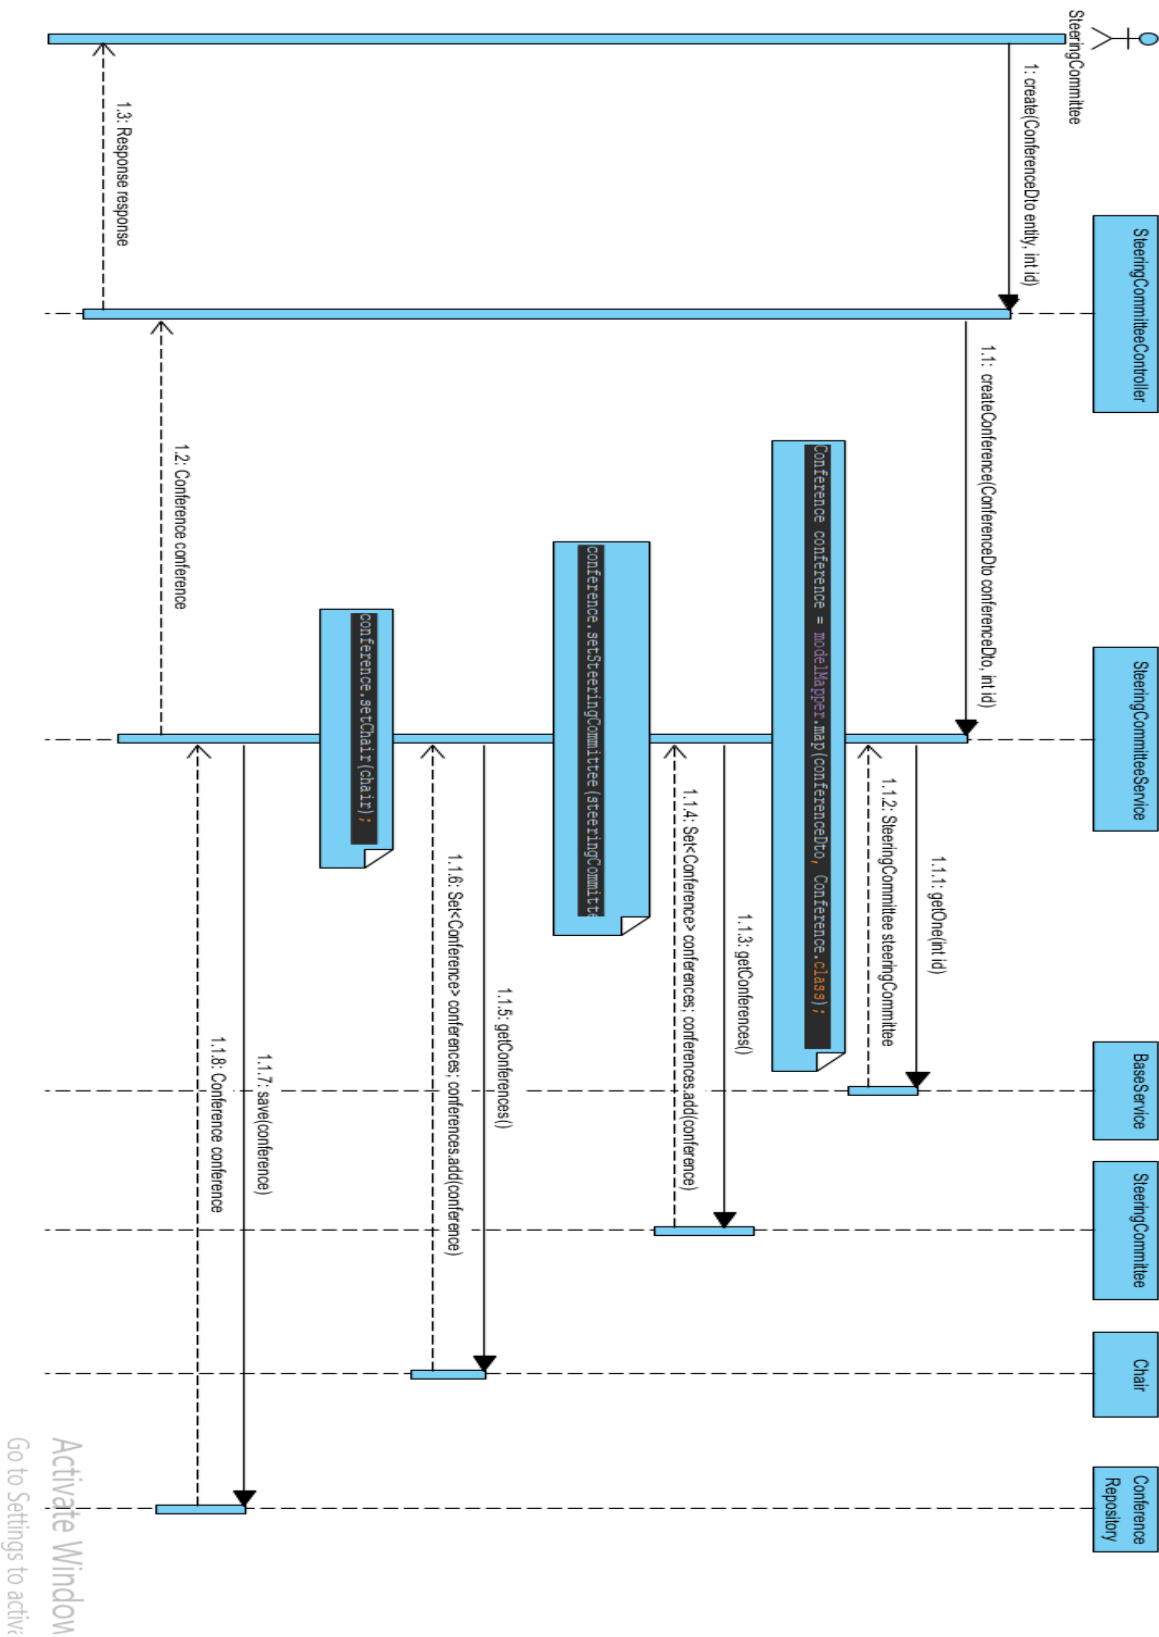 SteeringCommittee
SteeringCommitteeController
SteeringCommitteeService
BaseService
SteeringCommittee
Chair
Conference
Repository
1: create(ConferenceDto entity, int id)
1.1: createConference(ConferenceDto conferenceDto, int id)
1.1.1: getOne(int id)
1.1.2: SteeringCommittee steeringCommittee
Conference conference = modelMapper.map(conferenceDto, Conference.class);
1.1.3: getConferences()
1.1.4: Set<Conference> conferences; conferences.add(conference)
conference.setSteeringCommittee(steeringCommitte
1.1.5: getConferences()
1.1.6: Set<Conference> conferences; conferences.add(conference)
conference.setChair(chair);
1.1.7: save(conference)
1.1.8: Conference conference
1.2: Conference conference
1.3: Response response
Activate Window
Go to Settings to activa